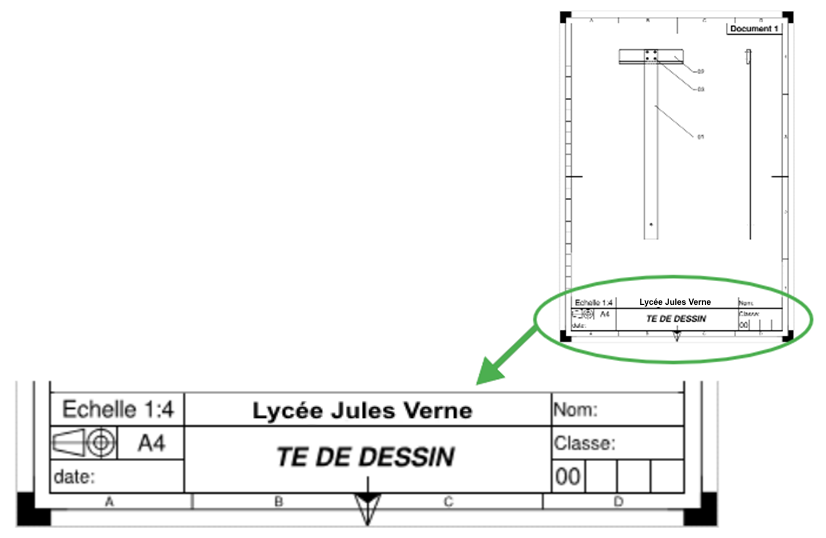 A B C D
Document 1
02
03
01
Echelle 1:4 Lycée Jules Verne Nom:
A4 TE DE DESSIN Classe:
date: 00
A B C D
Echelle 1:4 Lycée Jules Verne Nom:
A4 TE DE DESSIN Classe:
date: 00
A B C D